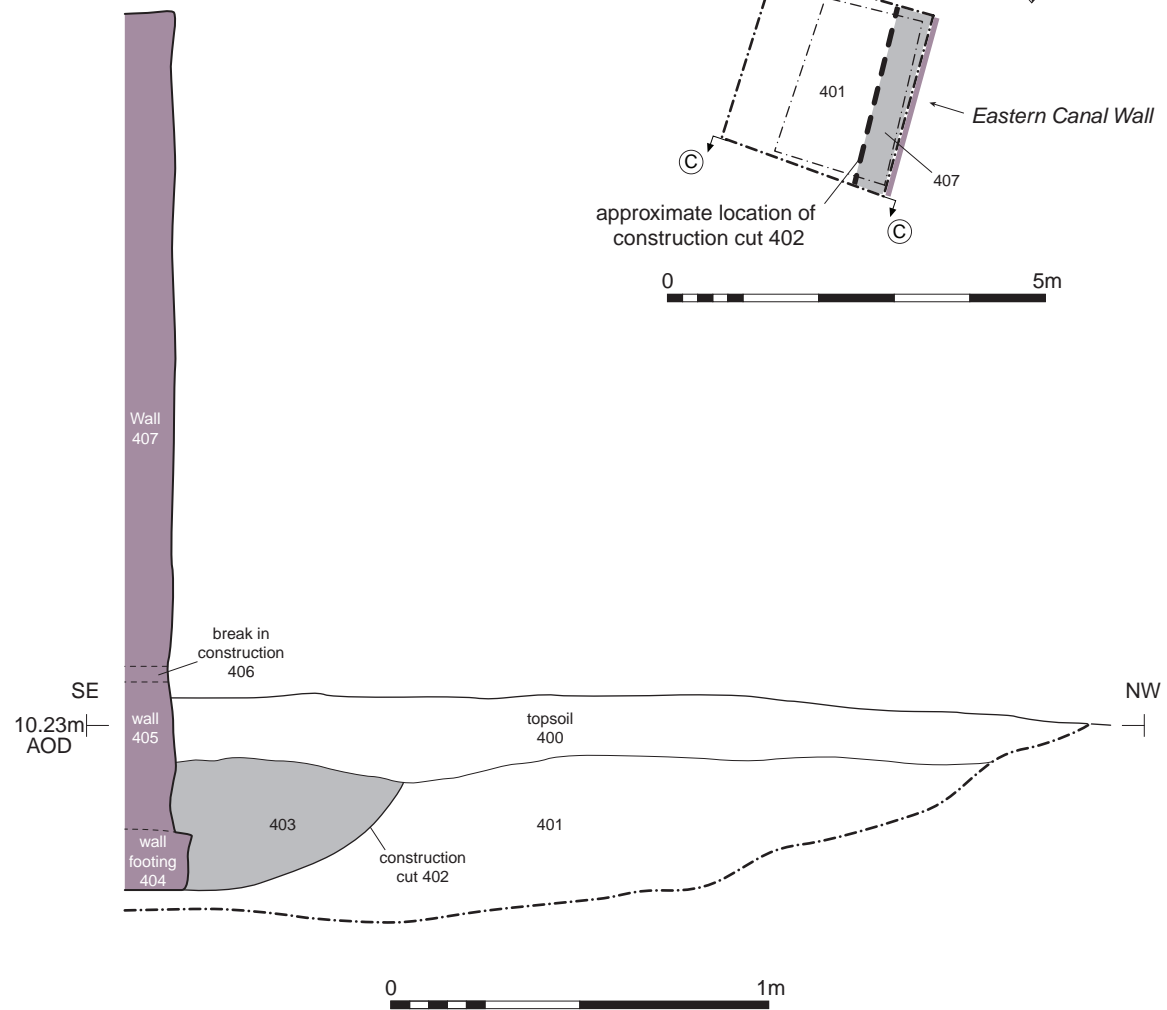 401
Eastern Canal Wall
C
407
approximate location of
construction cut 402
C
0 5m
Wall
407
break in
construction
406
SE
NW
10.23m
AOD
wall
405
topsoil
400
403
401
wall
footing
404
construction
cut 402
0 1m